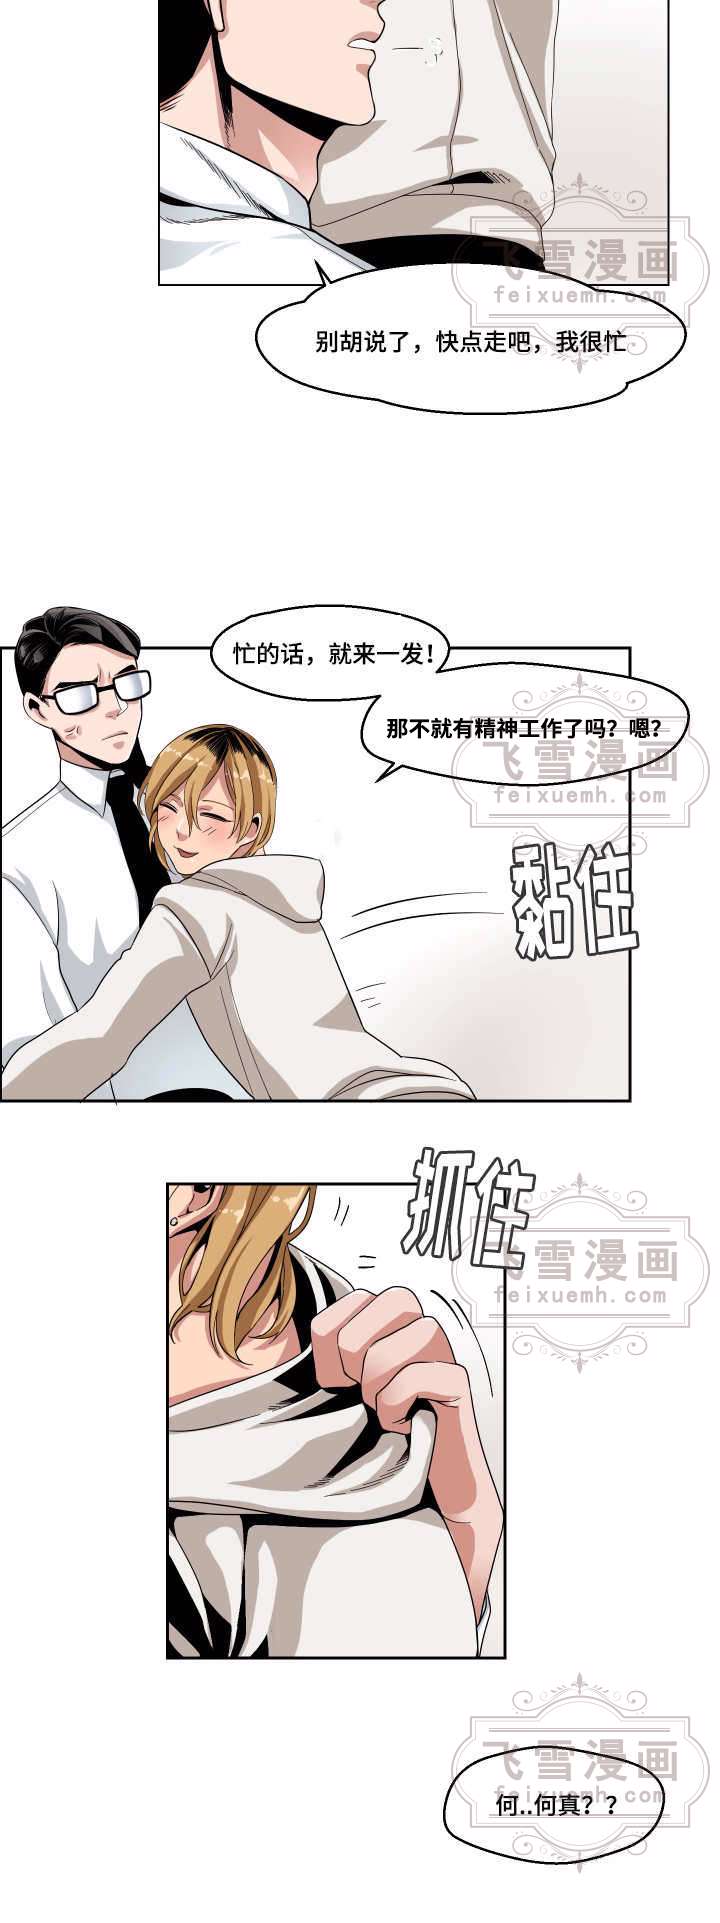 飞雪漫画
feixuemh.com
别胡说了，快点走吧，我很忙
忙的话，就来一发！
那不就有精神工作了吗？嗯？
飞雪漫画
feixuemh.com
黏住
抓住
飞雪漫画
feixuemh.com
飞雪漫画
feixuemh.com
何..何真？？